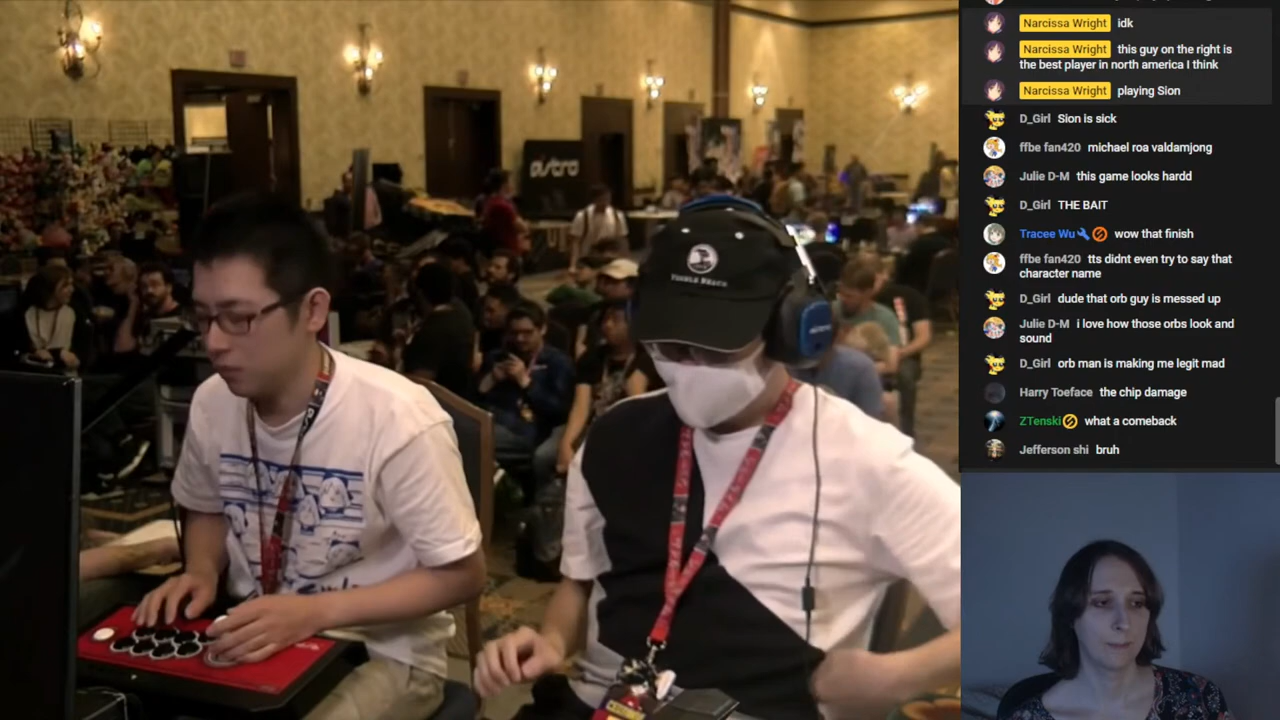 Narcissa Wright idk
Narcissa Wright this guy on the right is
the best player in north america I think
Narcissa Wright playing Sion
D_Girl Sion is sick
ffbe fan420 michael roa valdamjong
Julie D-M this game looks hardd
D_Girl THE BAIT
Tracee Wu wow that finish
ffbe fan420 tts didnt even try to say that
character name
D_Girl dude that orb guy is messed up
Julie D-M i love how those orbs look and
sound
D_Girl orb man is making me legit mad
Harry Toeface the chip damage
ZTenski what a comeback
Jefferson shi bruh
astro